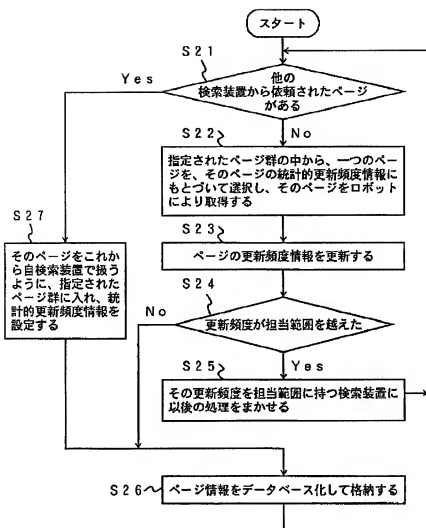 スタート
S21
他の
検索装置から依頼されたページ
がある
Yes
No
S22
指定されたページ群の中から、一つのペー
ジを、そのページの統計的更新頻度情報に
もとづいて選択し、そのページをロボット
により取得する
S27
そのページをこれか
ら自検索装置で扱う
ように、指定された
ページ群に入れ、統
計的更新頻度情報を
設定する
S23
ページの更新頻度情報を更新する
S24
更新頻度が担当範囲を越えた
No
Yes
S25
その更新頻度を担当範囲に持つ検索装置に
以後の処理をまかせる
S26
ページ情報をデータベース化して格納する